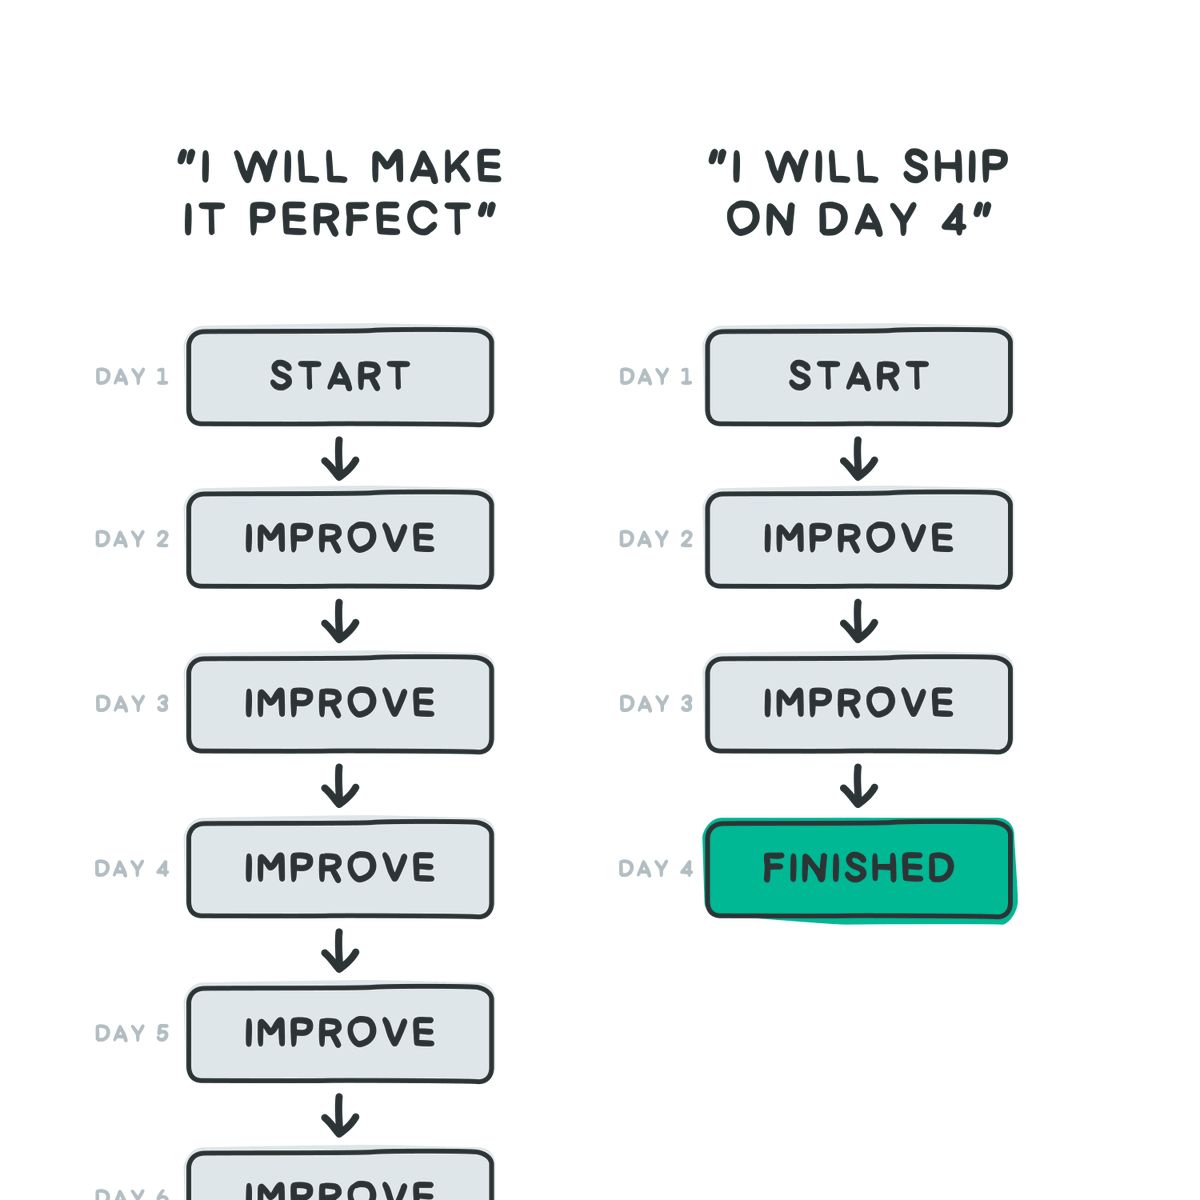 "I WILL MAKE
IT PERFECT"
DAY 1 START
DAY 2 IMPROVE
DAY 3 IMPROVE
DAY 4 IMPROVE
DAY 5 IMPROVE
DAY 6 IMPROVE
"I WILL SHIP
ON DAY 4"
DAY 1 START
DAY 2 IMPROVE
DAY 3 IMPROVE
DAY 4 FINISHED